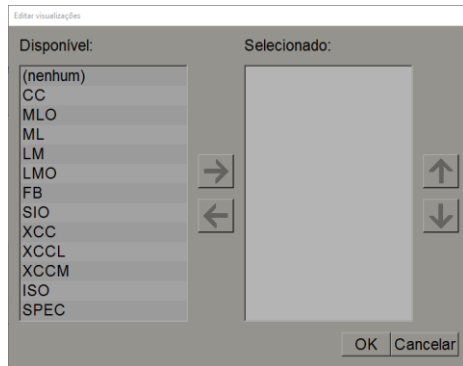 Editar visualizações
Disponível:
Selecionado:
(nenhum)
CC
MLO
ML
LM
LMO
FB
SIO
XCC
XCCL
XCCM
ISO
SPEC
OK
Cancelar